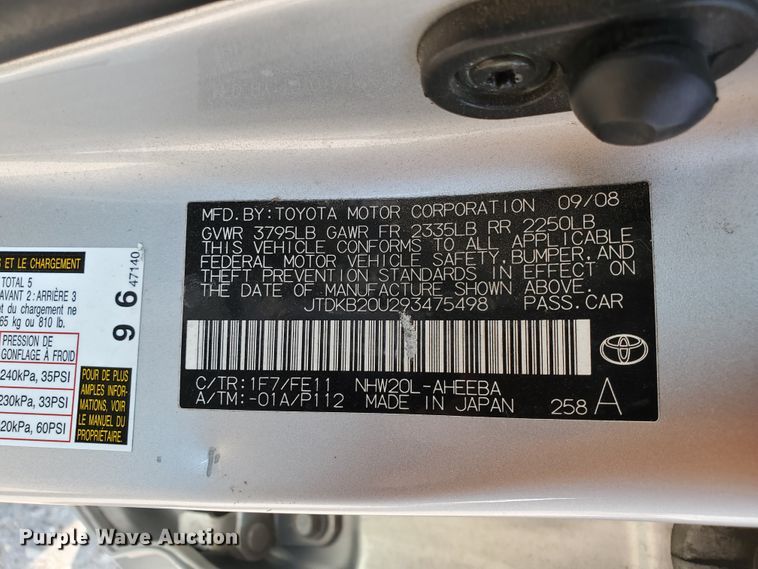 MFD.BY:TOYOTA MOTOR CORPORATION 09/08
GVWR 3795LB GAWR FR 2335LB RR 2250LB
THIS VEHICLE CONFORMS TO ALL APPLICABLE
FEDERAL MOTOR VEHICLE SAFETY,BUMPER,AND
THEFT PREVENTION STANDARDS IN EFFECT ON
THE DATE OF MANUFACTURE SHOWN ABOVE.
JTDKB20U293475498 PASS.CAR
C/TR:1F7/FE11 NHW20L-AHEEBA
A/TM:-01A/P112 MADE IN JAPAN 258 A
S ET LE CHARGEMENT
TOTAL 5
AVANT 2 : ARRIÈRE 3
t du chargement ne
65 kg ou 810 lb.
96 47140
PRESSION DE
GONFLAGE À FROID
240kPa, 35PSI
230kPa, 33PSI
20kPa, 60PSI
POUR DE PLUS
AMPLES INFOR-
MATIONS, VOIR
LE MANUEL DU
PROPRIÉTAIRE.
Purple Wave Auction